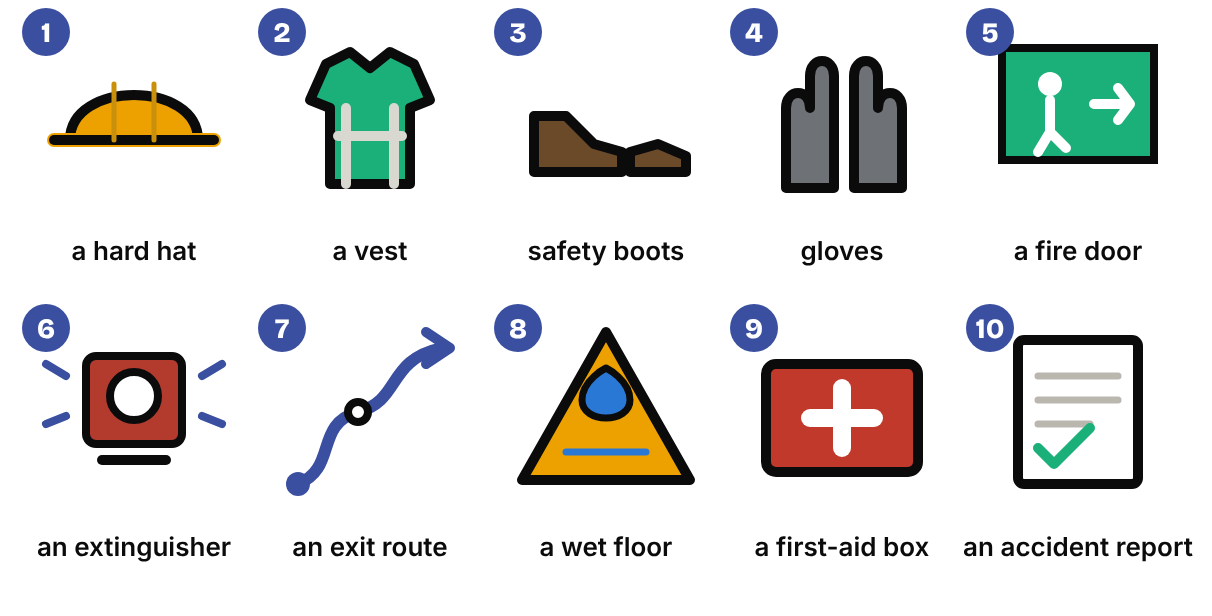 1
2
3
4
5
a hard hat
a vest
safety boots
gloves
a fire door
6
7
8
9
10
an extinguisher
an exit route
a wet floor
a first-aid box
an accident report